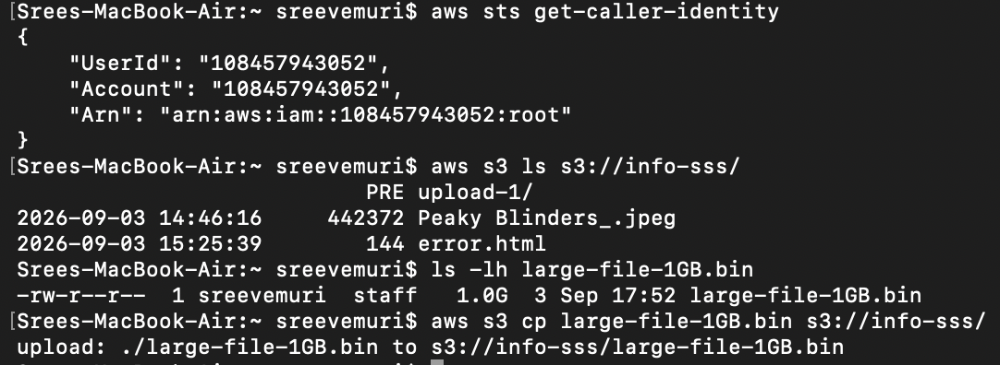 [Srees-MacBook-Air:~ sreevemuri$ aws sts get-caller-identity
{
    "UserId": "108457943052",
    "Account": "108457943052",
    "Arn": "arn:aws:iam::108457943052:root"
}
[Srees-MacBook-Air:~ sreevemuri$ aws s3 ls s3://info-sss/
                           PRE upload-1/
2026-09-03 14:46:16     442372 Peaky Blinders_.jpeg
2026-09-03 15:25:39        144 error.html
Srees-MacBook-Air:~ sreevemuri$ ls -lh large-file-1GB.bin
-rw-r--r--  1 sreevemuri  staff   1.0G  3 Sep 17:52 large-file-1GB.bin
[Srees-MacBook-Air:~ sreevemuri$ aws s3 cp large-file-1GB.bin s3://info-sss/
upload: ./large-file-1GB.bin to s3://info-sss/large-file-1GB.bin
Srees-MacBook-Air:~ sreevemuri$